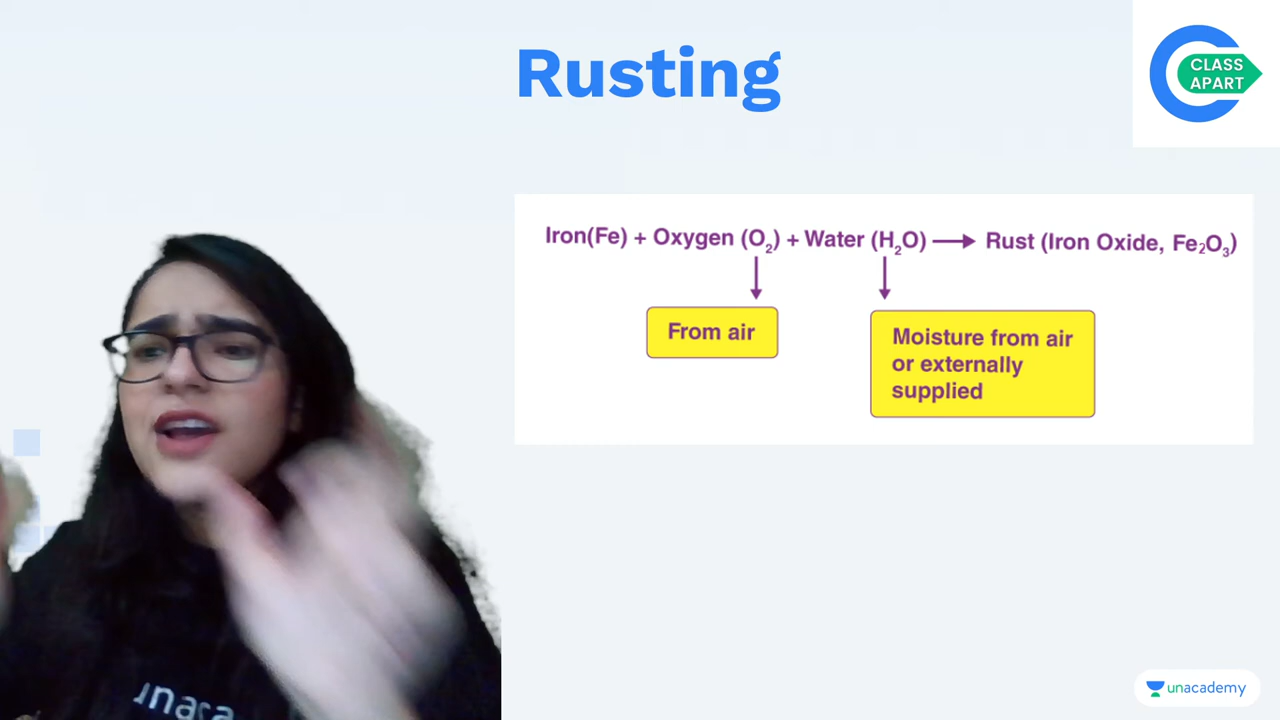 Rusting
CLASS
APART
Iron(Fe) + Oxygen (O₂) + Water (H₂O) ⟶ Rust (Iron Oxide, Fe₂O₃)
From air
Moisture from air
or externally
supplied
unaca
unacademy